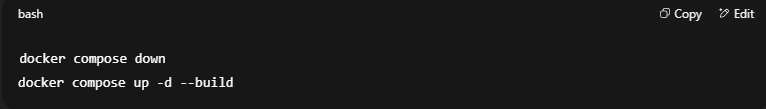 bash
Copy
Edit
docker compose down
docker compose up -d --build